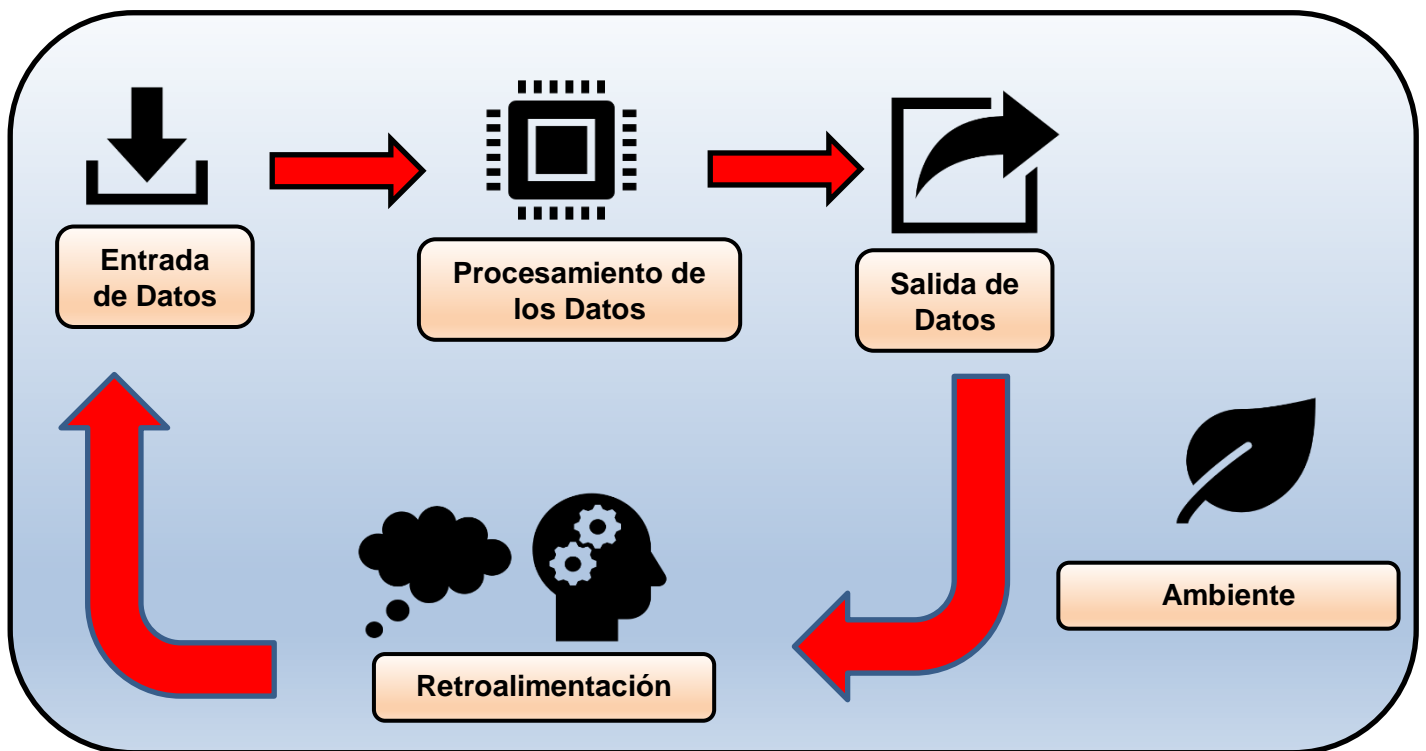 Entrada
de Datos
Procesamiento de
los Datos
Salida de
Datos
Ambiente
Retroalimentación